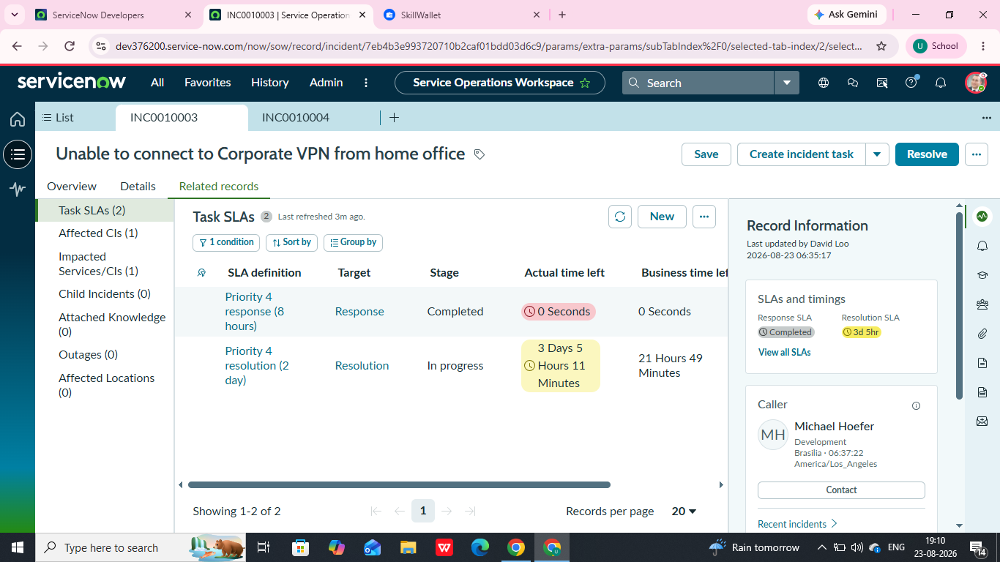 ServiceNow Developers
INC0010003 | Service Operation
SkillWallet
Ask Gemini
dev376200.service-now.com/now/sow/record/incident/7eb4b3e993720710b2caf01bdd03d6c9/params/extra-params/subTabIndex%2F0/selected-tab-index/2/select...
U School
servicenow
All Favorites History Admin
Service Operations Workspace
Search
List
INC0010003
INC0010004
Unable to connect to Corporate VPN from home office
Save
Create incident task
Resolve
Overview Details Related records
Task SLAs (2)
Affected CIs (1)
Impacted
Services/CIs (1)
Child Incidents (0)
Attached Knowledge
(0)
Outages (0)
Affected Locations
(0)
Task SLAs 2 Last refreshed 3m ago.
New
1 condition Sort by Group by
SLA definition Target Stage Actual time left Business time lef
Priority 4
response (8
hours)
Response
Completed
0 Seconds
0 Seconds
Priority 4
resolution (2
day)
Resolution
In progress
3 Days 5
Hours 11
Minutes
21 Hours 49
Minutes
Showing 1-2 of 2
1
Records per page 20
Record Information
Last updated by David Loo
2026-08-23 06:35:17
SLAs and timings
Response SLA Resolution SLA
Completed 3d 5hr
View all SLAs
Caller
MH
Michael Hoefer
Development
Brasilia · 06:37:22
America/Los_Angeles
Contact
Recent incidents
Type here to search
W
Rain tomorrow
ENG
19:10
23-08-2026
14